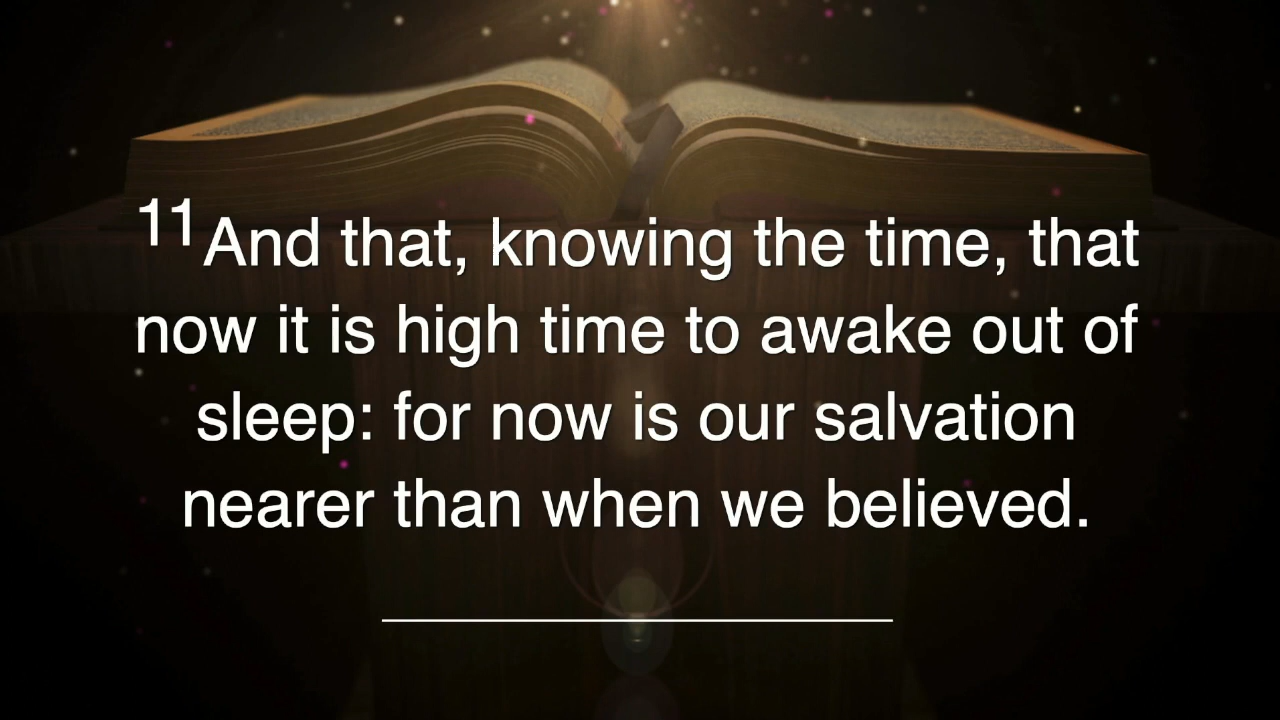 11And that, knowing the time, that
now it is high time to awake out of
sleep: for now is our salvation
nearer than when we believed.